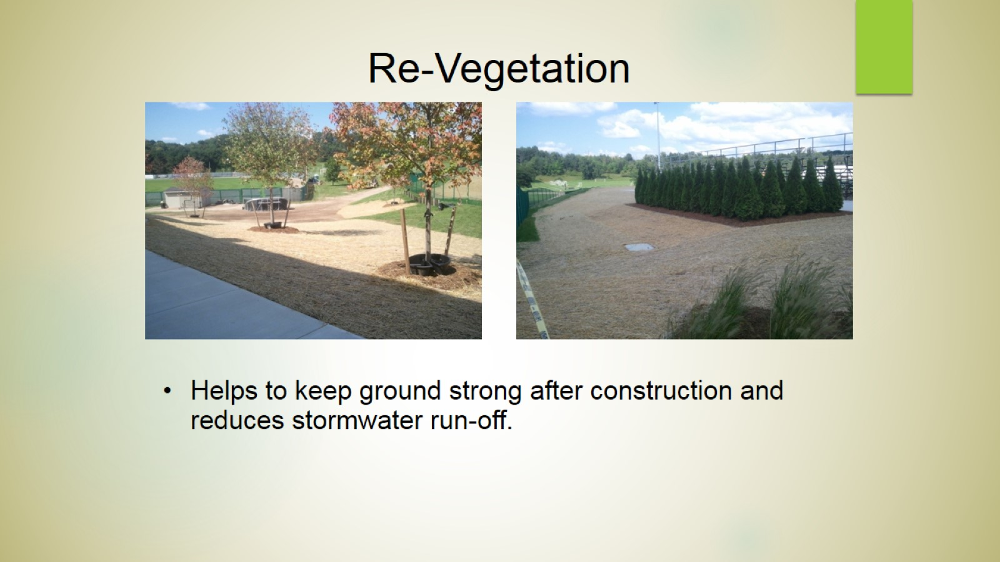 Re-Vegetation
• Helps to keep ground strong after construction and
reduces stormwater run-off.